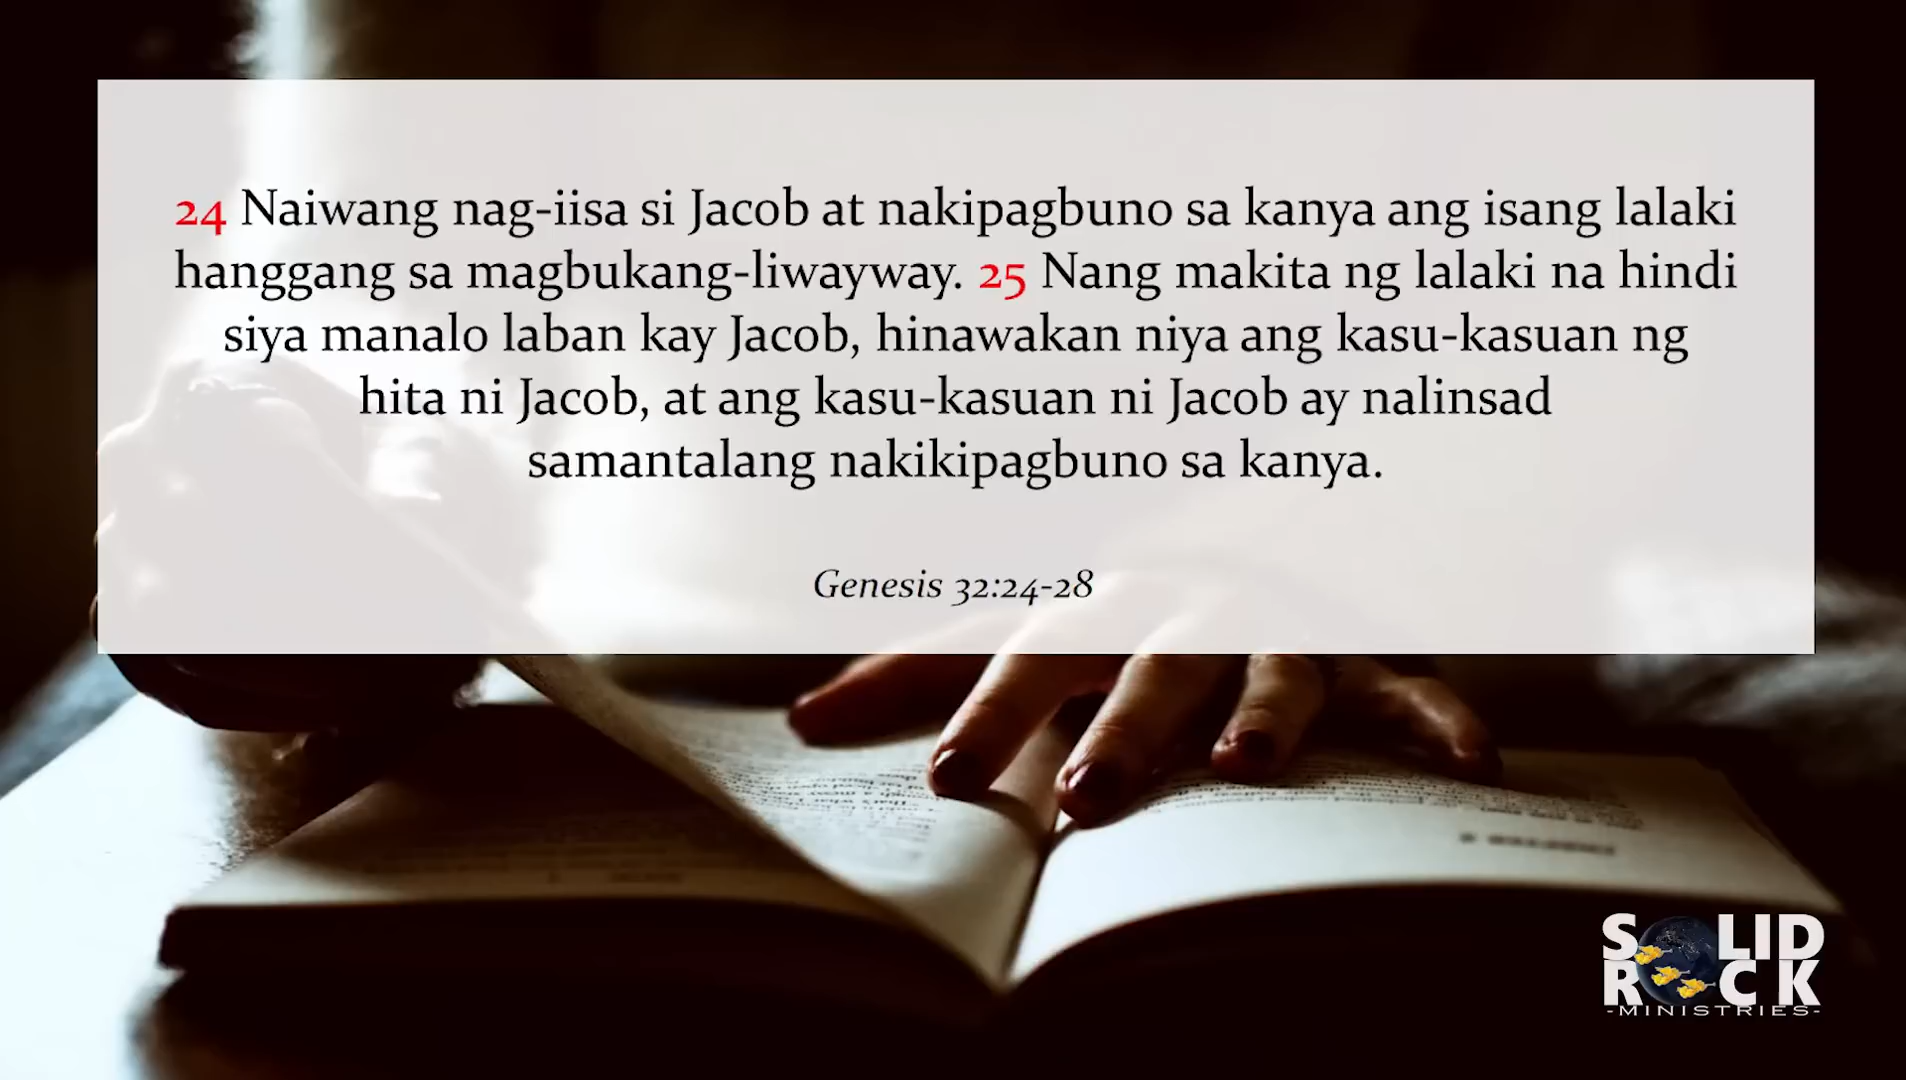 24 Naiwang nag-iisa si Jacob at nakipagbuno sa kanya ang isang lalaki
hanggang sa magbukang-liwayway. 25 Nang makita ng lalaki na hindi
siya manalo laban kay Jacob, hinawakan niya ang kasu-kasuan ng
hita ni Jacob, at ang kasu-kasuan ni Jacob ay nalinsad
samantalang nakikipagbuno sa kanya.
Genesis 32:24-28
SOLID
ROCK
-MINISTRIES-